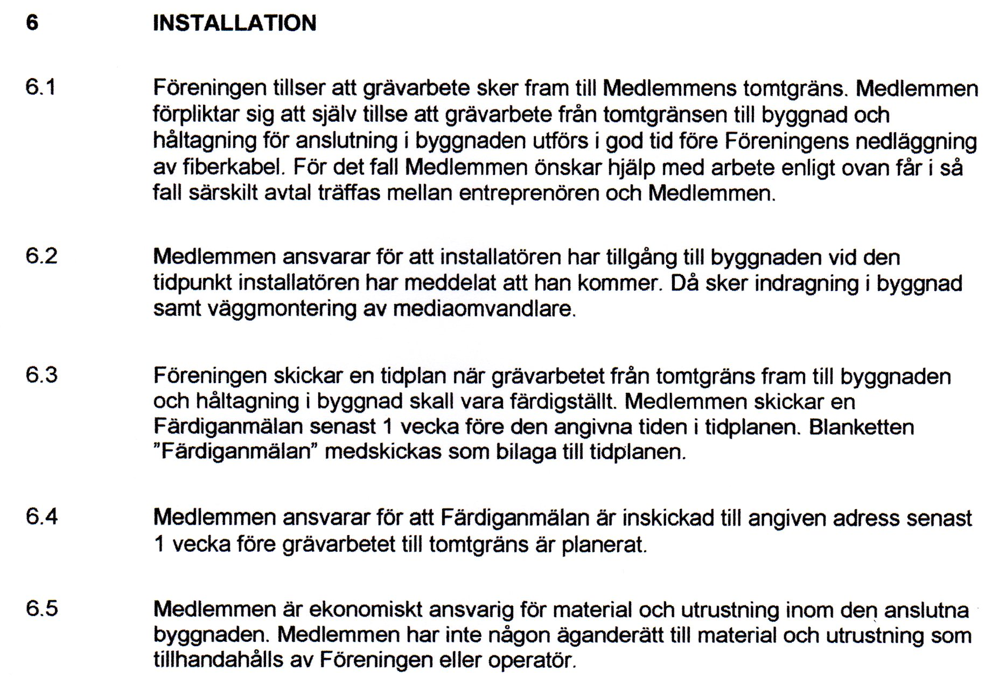 6 INSTALLATION
6.1 Föreningen tillser att grävarbete sker fram till Medlemmens tomtgräns. Medlemmen
förpliktar sig att själv tillse att grävarbete från tomtgränsen till byggnad och
håltagning för anslutning i byggnaden utförs i god tid före Föreningens nedläggning
av fiberkabel. För det fall Medlemmen önskar hjälp med arbete enligt ovan får i så
fall särskilt avtal träffas mellan entreprenören och Medlemmen.
6.2 Medlemmen ansvarar för att installatören har tillgång till byggnaden vid den
tidpunkt installatören har meddelat att han kommer. Då sker indragning i byggnad
samt väggmontering av mediaomvandlare.
6.3 Föreningen skickar en tidplan när grävarbetet från tomtgräns fram till byggnaden
och håltagning i byggnad skall vara färdigställt. Medlemmen skickar en
Färdiganmälan senast 1 vecka före den angivna tiden i tidplanen. Blanketten
”Färdiganmälan” medskickas som bilaga till tidplanen.
6.4 Medlemmen ansvarar för att Färdiganmälan är inskickad till angiven adress senast
1 vecka före grävarbetet till tomtgräns är planerat.
6.5 Medlemmen är ekonomiskt ansvarig för material och utrustning inom den anslutna
byggnaden. Medlemmen har inte någon äganderätt till material och utrustning som
tillhandahålls av Föreningen eller operatör.